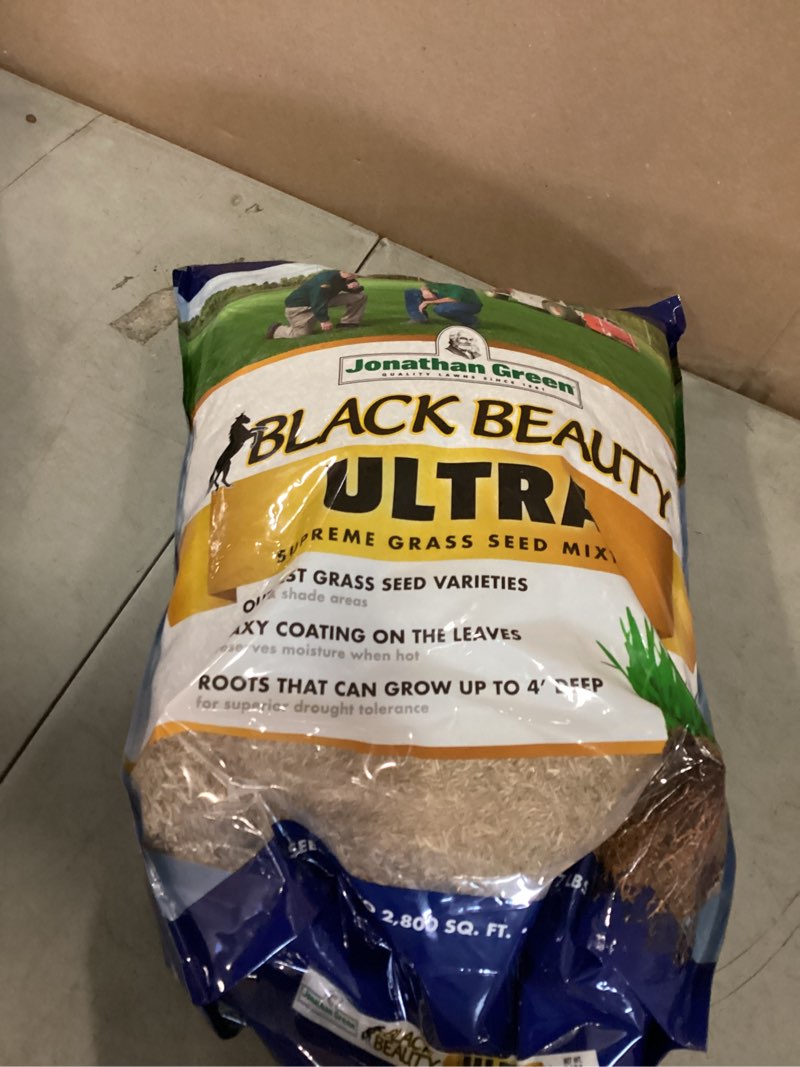 Jonathan Green
QUALITY LAWNS SINCE 1881
BLACK BEAUTY
ULTRA
SUPREME GRASS SEED MIX
GRASS SEED VARIETIES
shade areas
COATING ON THE LEAVES
moisture when hot
ROOTS THAT CAN GROW UP TO 4' DEEP
for superior drought tolerance
7 LBS
2,800 SQ. FT.
Jonathan Green
BLACK
BEAUTY